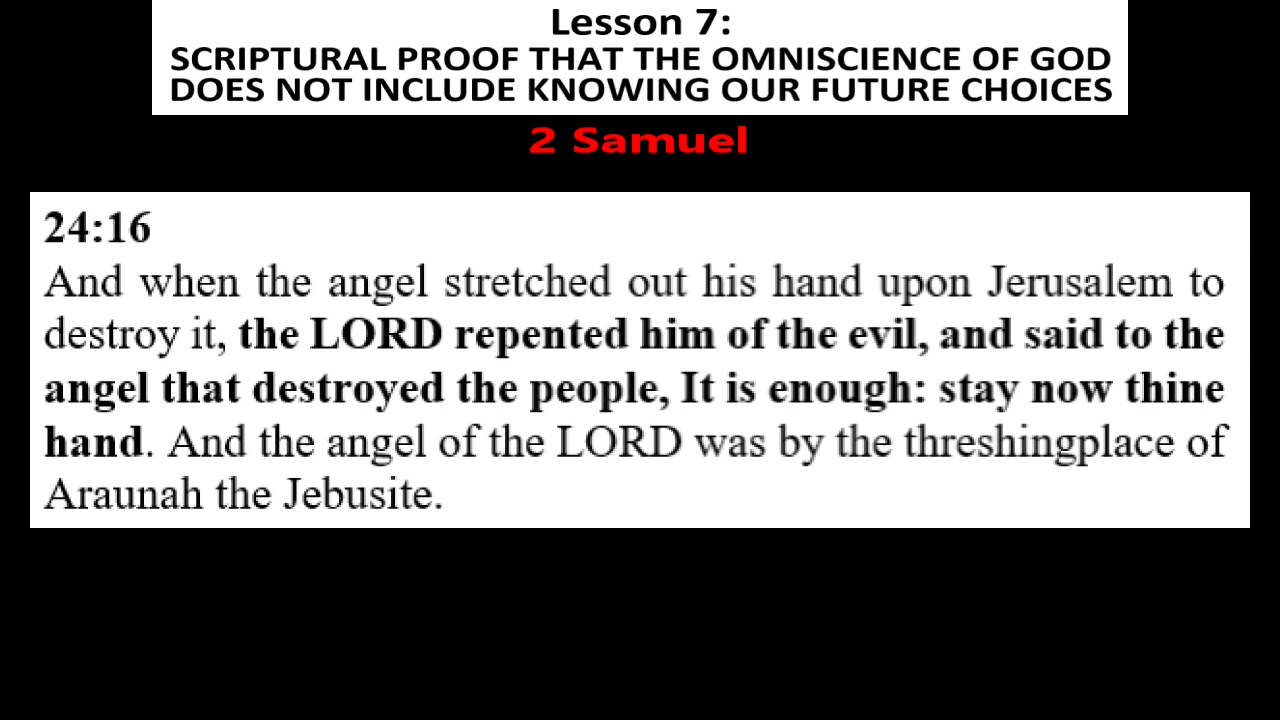 Lesson 7:
SCRIPTURAL PROOF THAT THE OMNISCIENCE OF GOD
DOES NOT INCLUDE KNOWING OUR FUTURE CHOICES
2 Samuel
24:16
And when the angel stretched out his hand upon Jerusalem to
destroy it, the LORD repented him of the evil, and said to the
angel that destroyed the people, It is enough: stay now thine
hand. And the angel of the LORD was by the threshingplace of
Araunah the Jebusite.